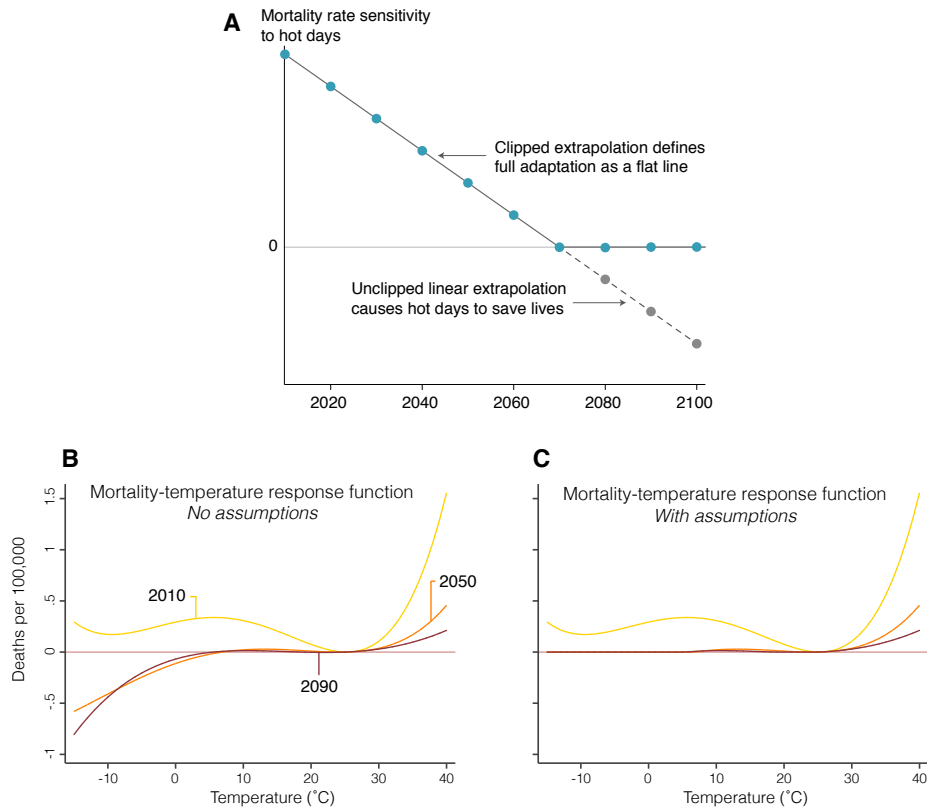 A
Mortality rate sensitivity
to hot days
Clipped extrapolation defines
full adaptation as a flat line
0
Unclipped linear extrapolation
causes hot days to save lives
2020 2040 2060 2080 2100
B
Mortality-temperature response function
No assumptions
Deaths per 100,000
1.5
1
.5
0
-.5
-1
2010
2050
2090
-10 0 10 20 30 40
Temperature (˚C)
C
Mortality-temperature response function
With assumptions
-10 0 10 20 30 40
Temperature (˚C)